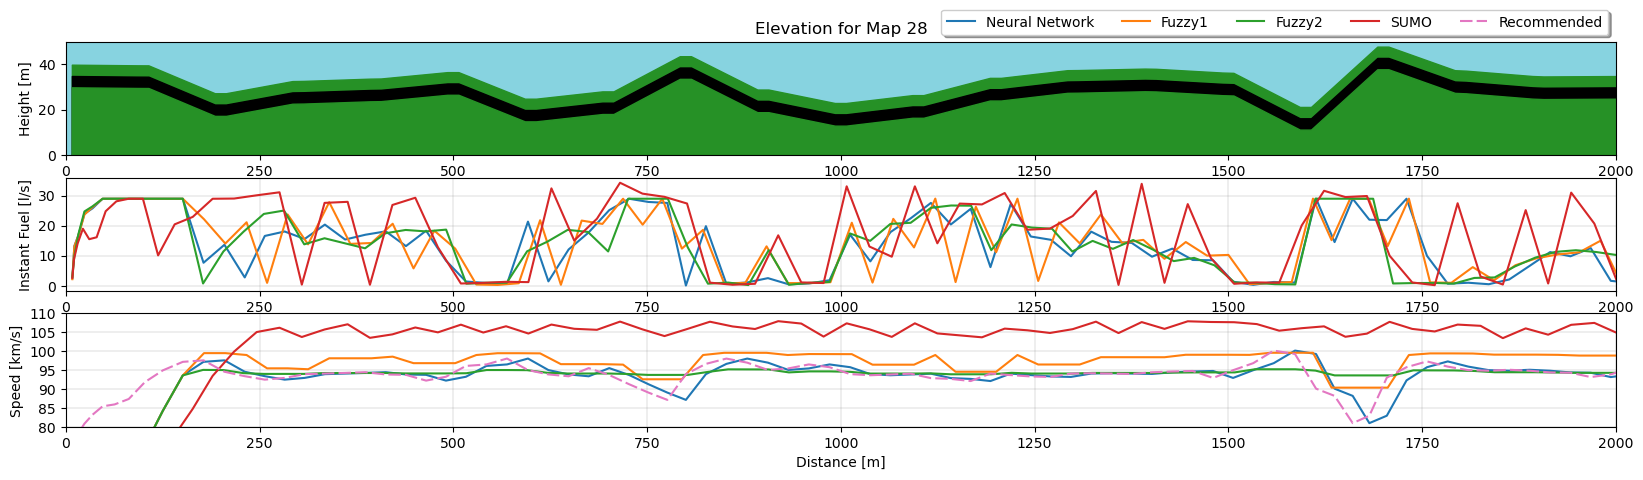 Elevation for Map 28
Neural Network Fuzzy1 Fuzzy2 SUMO Recommended
Height [m]
40
20
0
0 250 500 750 1000 1250 1500 1750 2000
Instant Fuel [l/s]
30
20
10
0
0 250 500 750 1000 1250 1500 1750 2000
Speed [km/s]
110
105
100
95
90
85
80
0 250 500 750 1000 1250 1500 1750 2000
Distance [m]